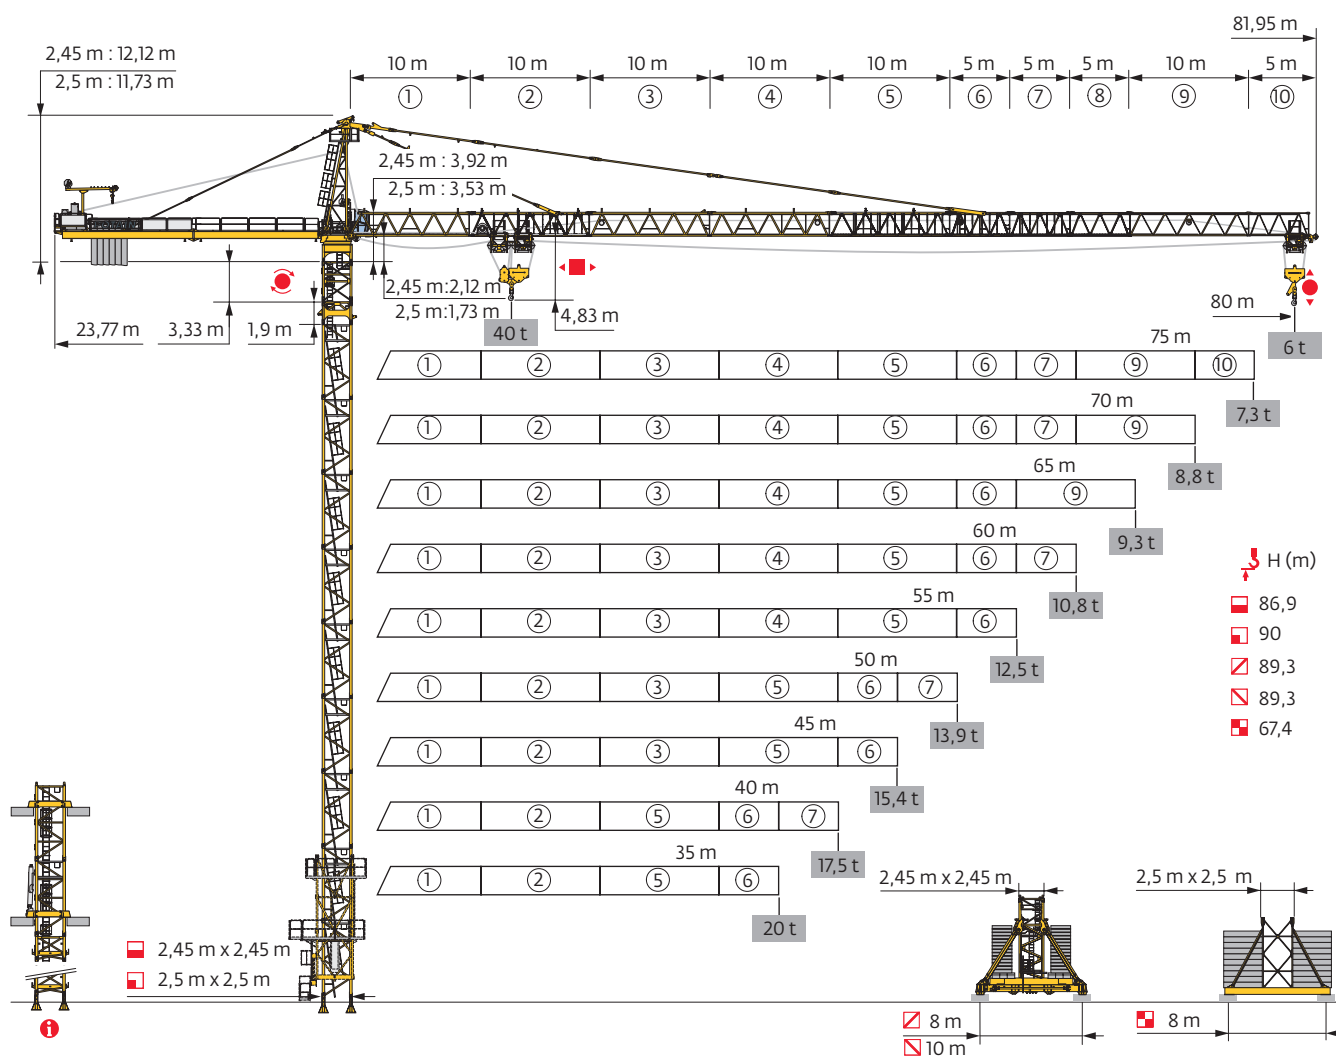 81,95 m
2,45 m : 12,12 m
2,5 m : 11,73 m
10 m 10 m 10 m 10 m 10 m 5 m 5 m 5 m 10 m 5 m
1 2 3 4 5 6 7 8 9 10
2,45 m : 3,92 m
2,5 m : 3,53 m
2,45 m:2,12 m
2,5 m:1,73 m
4,83 m
23,77 m
3,33 m
1,9 m
40 t
80 m
6 t
75 m
1 2 3 4 5 6 7 9 10
7,3 t
70 m
1 2 3 4 5 6 7 9
8,8 t
65 m
1 2 3 4 5 6 9
9,3 t
60 m
1 2 3 4 5 6 7
10,8 t
55 m
1 2 3 4 5 6
12,5 t
50 m
1 2 3 5 6 7
13,9 t
45 m
1 2 3 5 6
15,4 t
40 m
1 2 5 6 7
17,5 t
35 m
1 2 5 6
20 t
H (m)
86,9
90
89,3
89,3
67,4
2,45 m x 2,45 m
2,5 m x 2,5 m
i
2,45 m x 2,45 m
8 m
10 m
2,5 m x 2,5 m
8 m